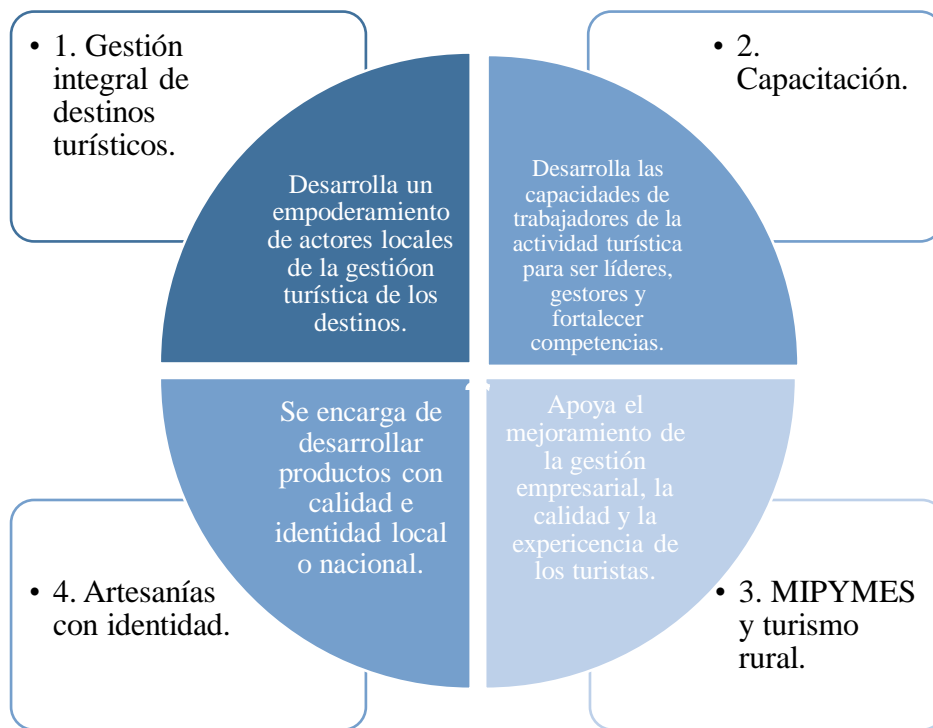 • 1. Gestión
integral de
destinos
turísticos.
Desarrolla un
empoderamiento
de actores locales
de la gestióon
turística de los
destinos.
• 2.
Capacitación.
Desarrolla las
capacidades de
trabajadores de la
actividad turística
para ser líderes,
gestores y
fortalecer
competencias.
Se encarga de
desarrollar
productos con
calidad e
identidad local
o nacional.
• 4. Artesanías
con identidad.
Apoya el
mejoramiento de
la gestión
empresarial, la
calidad y la
expericencia de
los turistas.
• 3. MIPYMES
y turismo
rural.